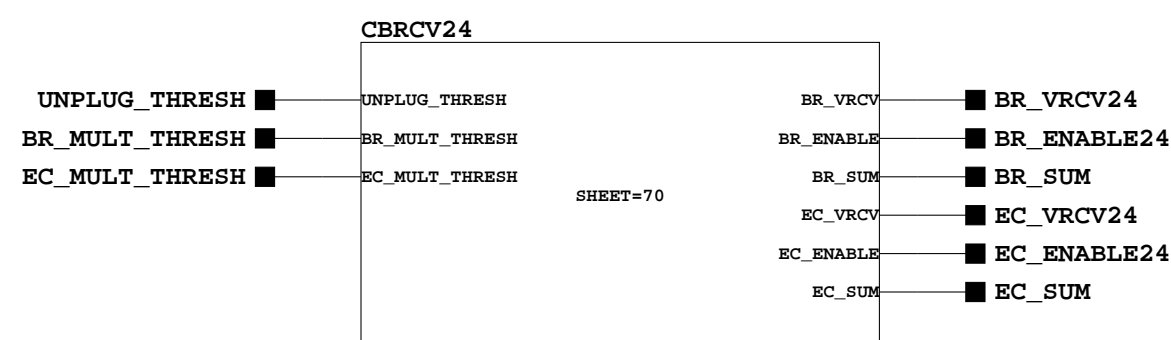 CBRCV24
UNPLUG_THRESH UNPLUG_THRESH BR_VRCV BR_VRCV24
BR_MULT_THRESH BR_MULT_THRESH BR_ENABLE BR_ENABLE24
EC_MULT_THRESH EC_MULT_THRESH BR_SUM BR_SUM
SHEET=70
EC_VRCV EC_VRCV24
EC_ENABLE EC_ENABLE24
EC_SUM EC_SUM